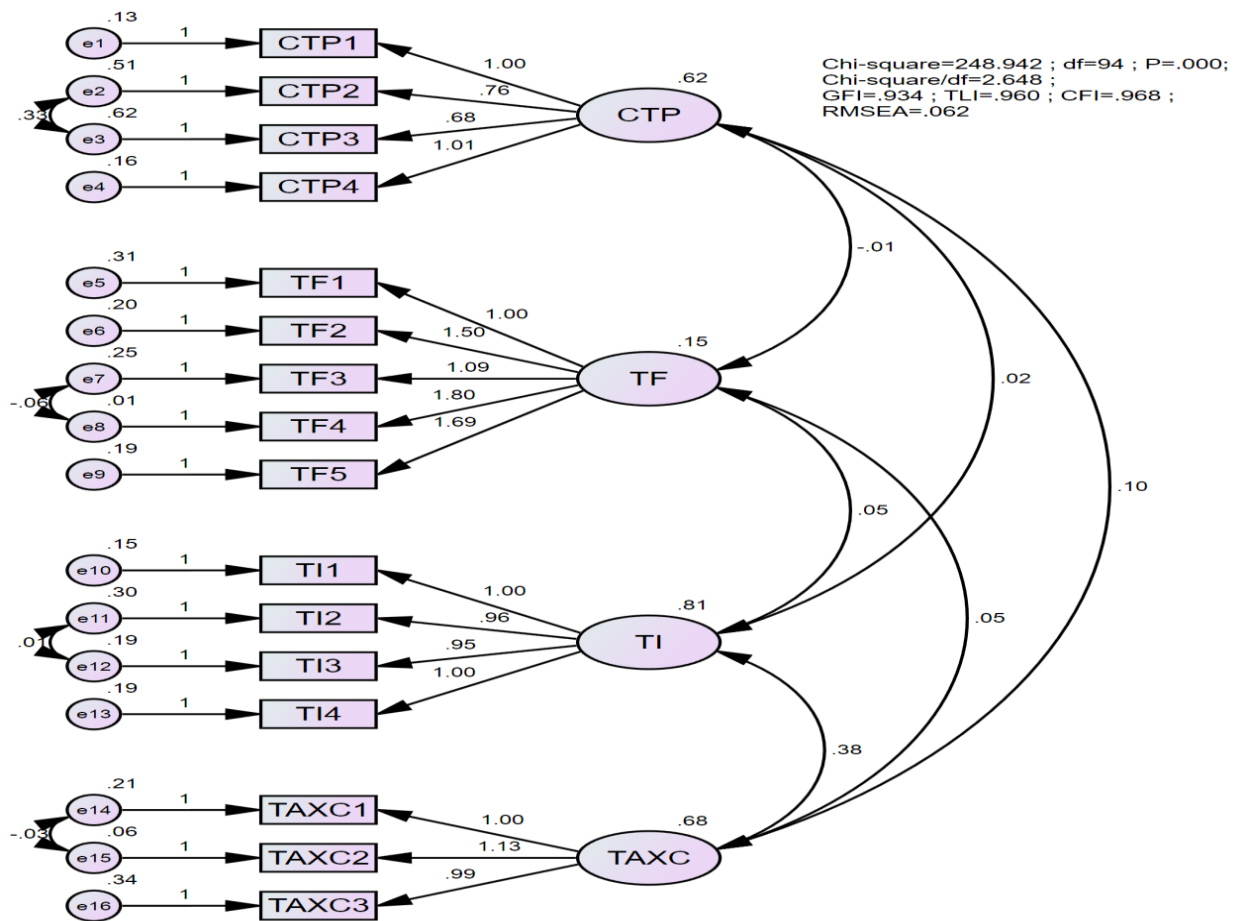 .13
e1 1 CTP1
.51
e2 1 CTP2
.33
.62
e3 1 CTP3
.16
e4 1 CTP4
1.00
.76
.68
1.01
.62
CTP
Chi-square=248.942 ; df=94 ; P=.000;
Chi-square/df=2.648 ;
GFI=.934 ; TLI=.960 ; CFI=.968 ;
RMSEA=.062
-.01
.31
e5 1 TF1
.20
e6 1 TF2
.25
e7 1 TF3
-.06
.01
e8 1 TF4
.19
e9 1 TF5
1.00
1.50
1.09
1.80
1.69
.15
TF
.02
.10
.05
.05
.15
e10 1 TI1
.30
e11 1 TI2
.01
.19
e12 1 TI3
.19
e13 1 TI4
1.00
.96
.95
1.00
.81
TI
.38
.21
e14 1 TAXC1
-.03
.06
e15 1 TAXC2
.34
e16 1 TAXC3
1.00
1.13
.99
.68
TAXC